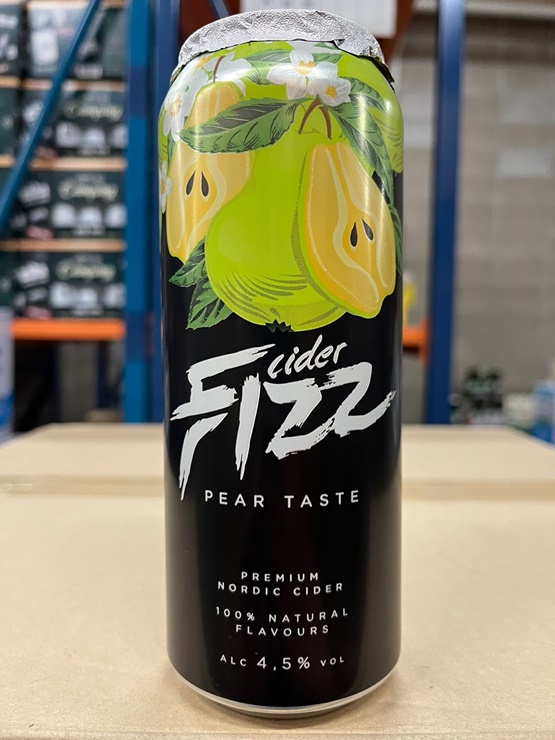 cider
FIZZ
PEAR TASTE
PREMIUM
NORDIC CIDER
100% NATURAL
FLAVOURS
ALC 4,5% VOL